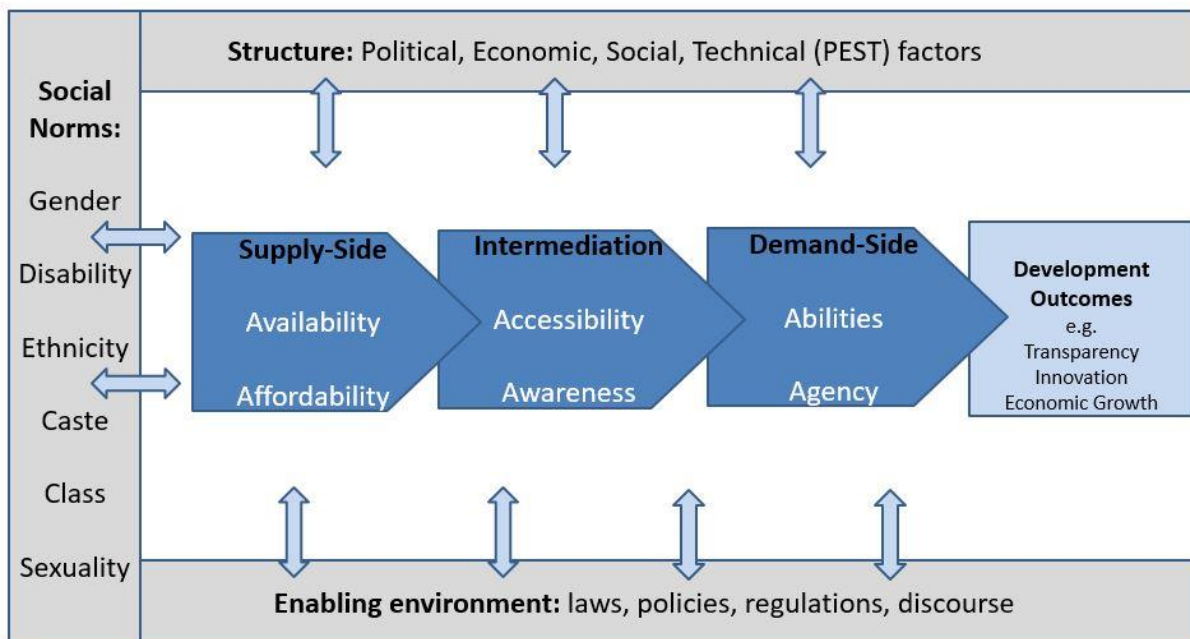 Structure: Political, Economic, Social, Technical (PEST) factors
Social
Norms:
Gender
Disability
Ethnicity
Caste
Class
Sexuality
Supply-Side
Availability
Affordability
Intermediation
Accessibility
Awareness
Demand-Side
Abilities
Agency
Development
Outcomes
e.g.
Transparency
Innovation
Economic Growth
Enabling environment: laws, policies, regulations, discourse